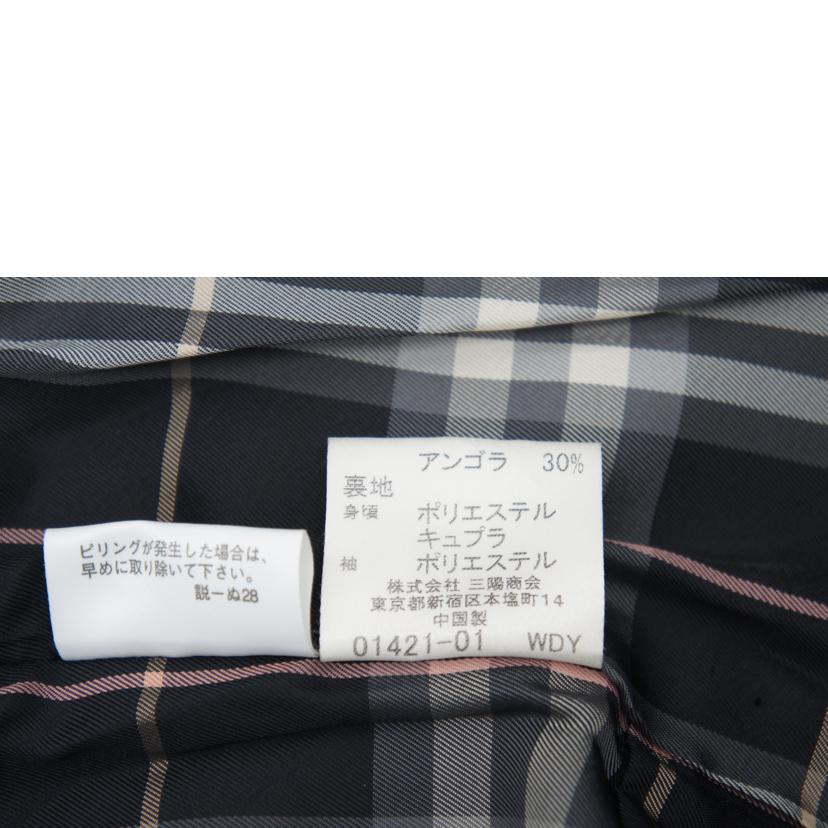 アンゴラ 30%
裏地
身頃 ポリエステル
キュプラ
袖 ポリエステル
株式会社 三陽商会
東京都新宿区本塩町14
中国製
01421-01 WDY
ピリングが発生した場合は、
早めに取り除いて下さい。
説ーぬ28